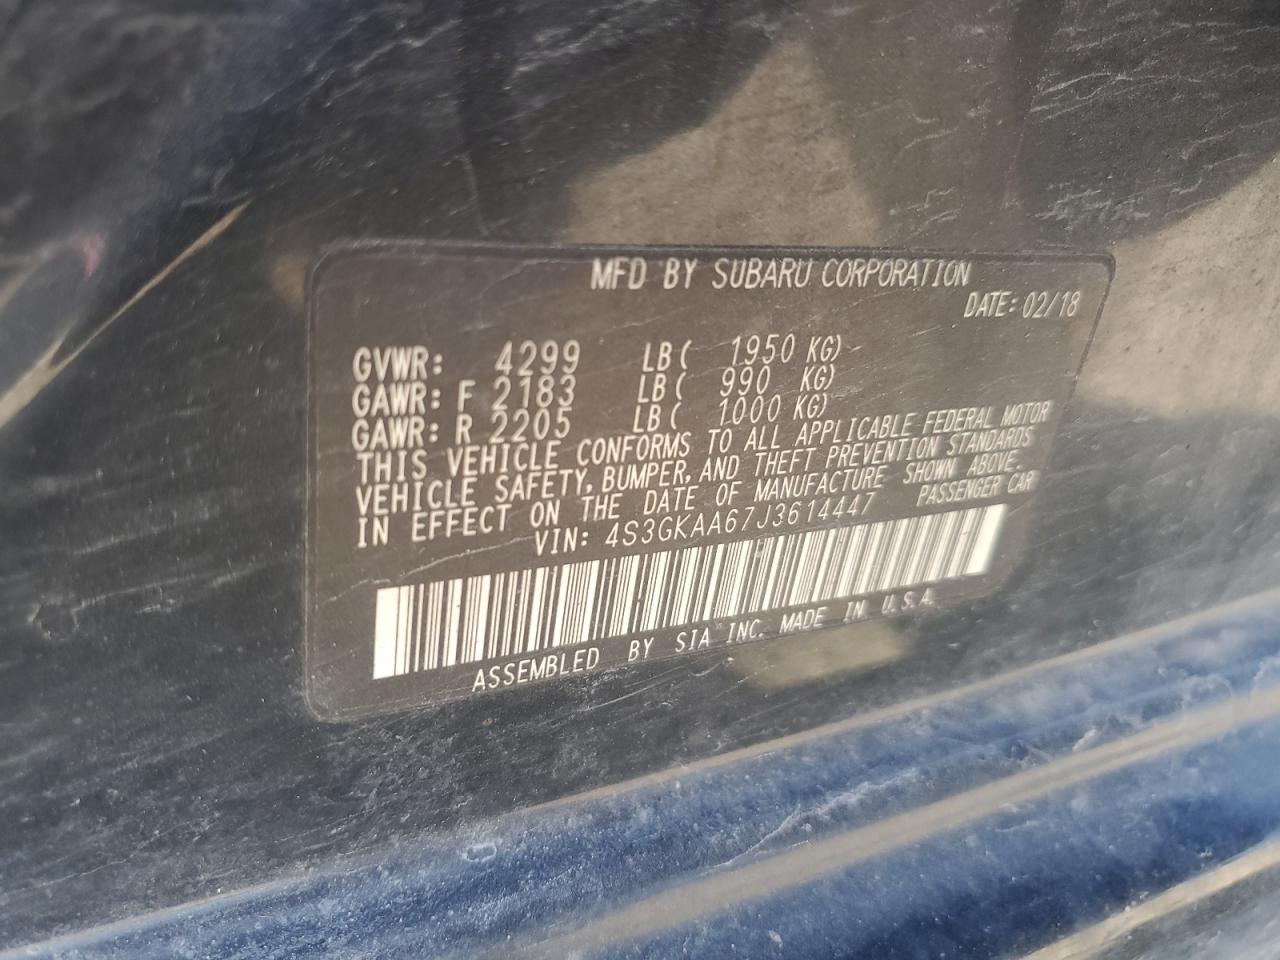 MFD BY SUBARU CORPORATION
DATE: 02/18
GVWR: 4299 LB( 1950 KG)
GAWR: F 2183 LB( 990 KG)
GAWR: R 2205 LB( 1000 KG)
THIS VEHICLE CONFORMS TO ALL APPLICABLE FEDERAL MOTOR
VEHICLE SAFETY, BUMPER, AND THEFT PREVENTION STANDARDS
IN EFFECT ON THE DATE OF MANUFACTURE SHOWN ABOVE.
VIN: 4S3GKAA67J3614447 PASSENGER CAR
ASSEMBLED BY SIA INC. MADE IN U.S.A.